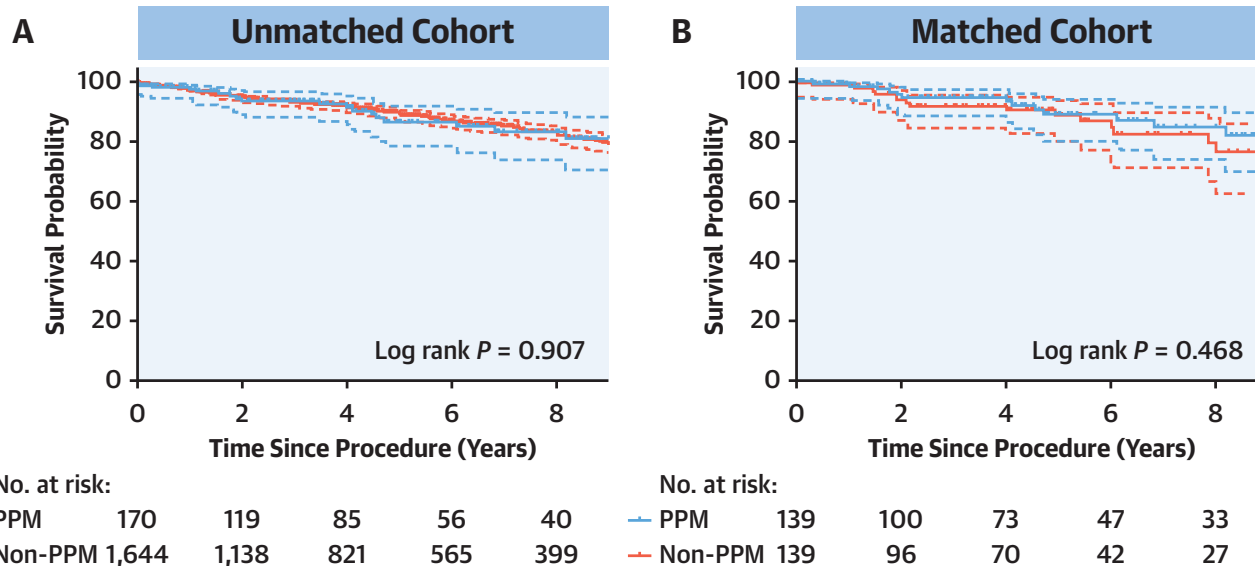 A Unmatched Cohort
Survival Probability
100
80
60
40
20
0
Log rank P = 0.907
0 2 4 6 8
Time Since Procedure (Years)
No. at risk:
PPM 170 119 85 56 40
Non-PPM 1,644 1,138 821 565 399
B Matched Cohort
Survival Probability
100
80
60
40
20
0
Log rank P = 0.468
0 2 4 6 8
Time Since Procedure (Years)
No. at risk:
PPM 139 100 73 47 33
Non-PPM 139 96 70 42 27